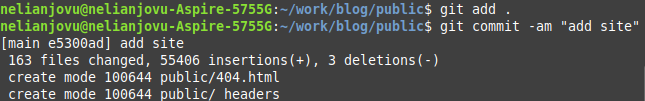 nelianjovu@nelianjovu-Aspire-5755G:~/work/blog/public$ git add .
nelianjovu@nelianjovu-Aspire-5755G:~/work/blog/public$ git commit -am "add site"
[main e5300ad] add site
 163 files changed, 55406 insertions(+), 3 deletions(-)
 create mode 100644 public/404.html
 create mode 100644 public/_headers